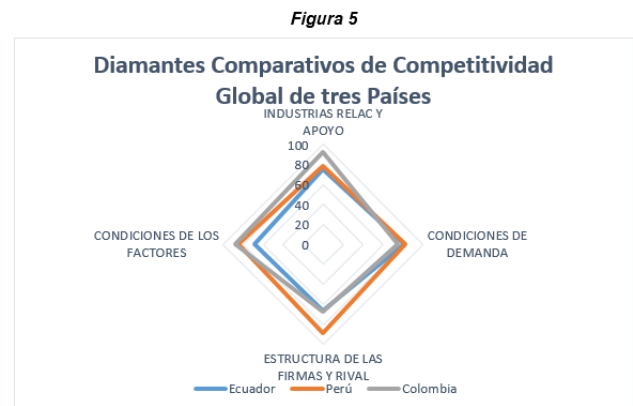 Figura 5
Diamantes Comparativos de Competitividad
Global de tres Países
INDUSTRIAS RELAC Y
APOYO
100
80
60
40
20
0
CONDICIONES DE LOS
FACTORES
CONDICIONES DE
DEMANDA
ESTRUCTURA DE LAS
FIRMAS Y RIVAL
Ecuador Perú Colombia